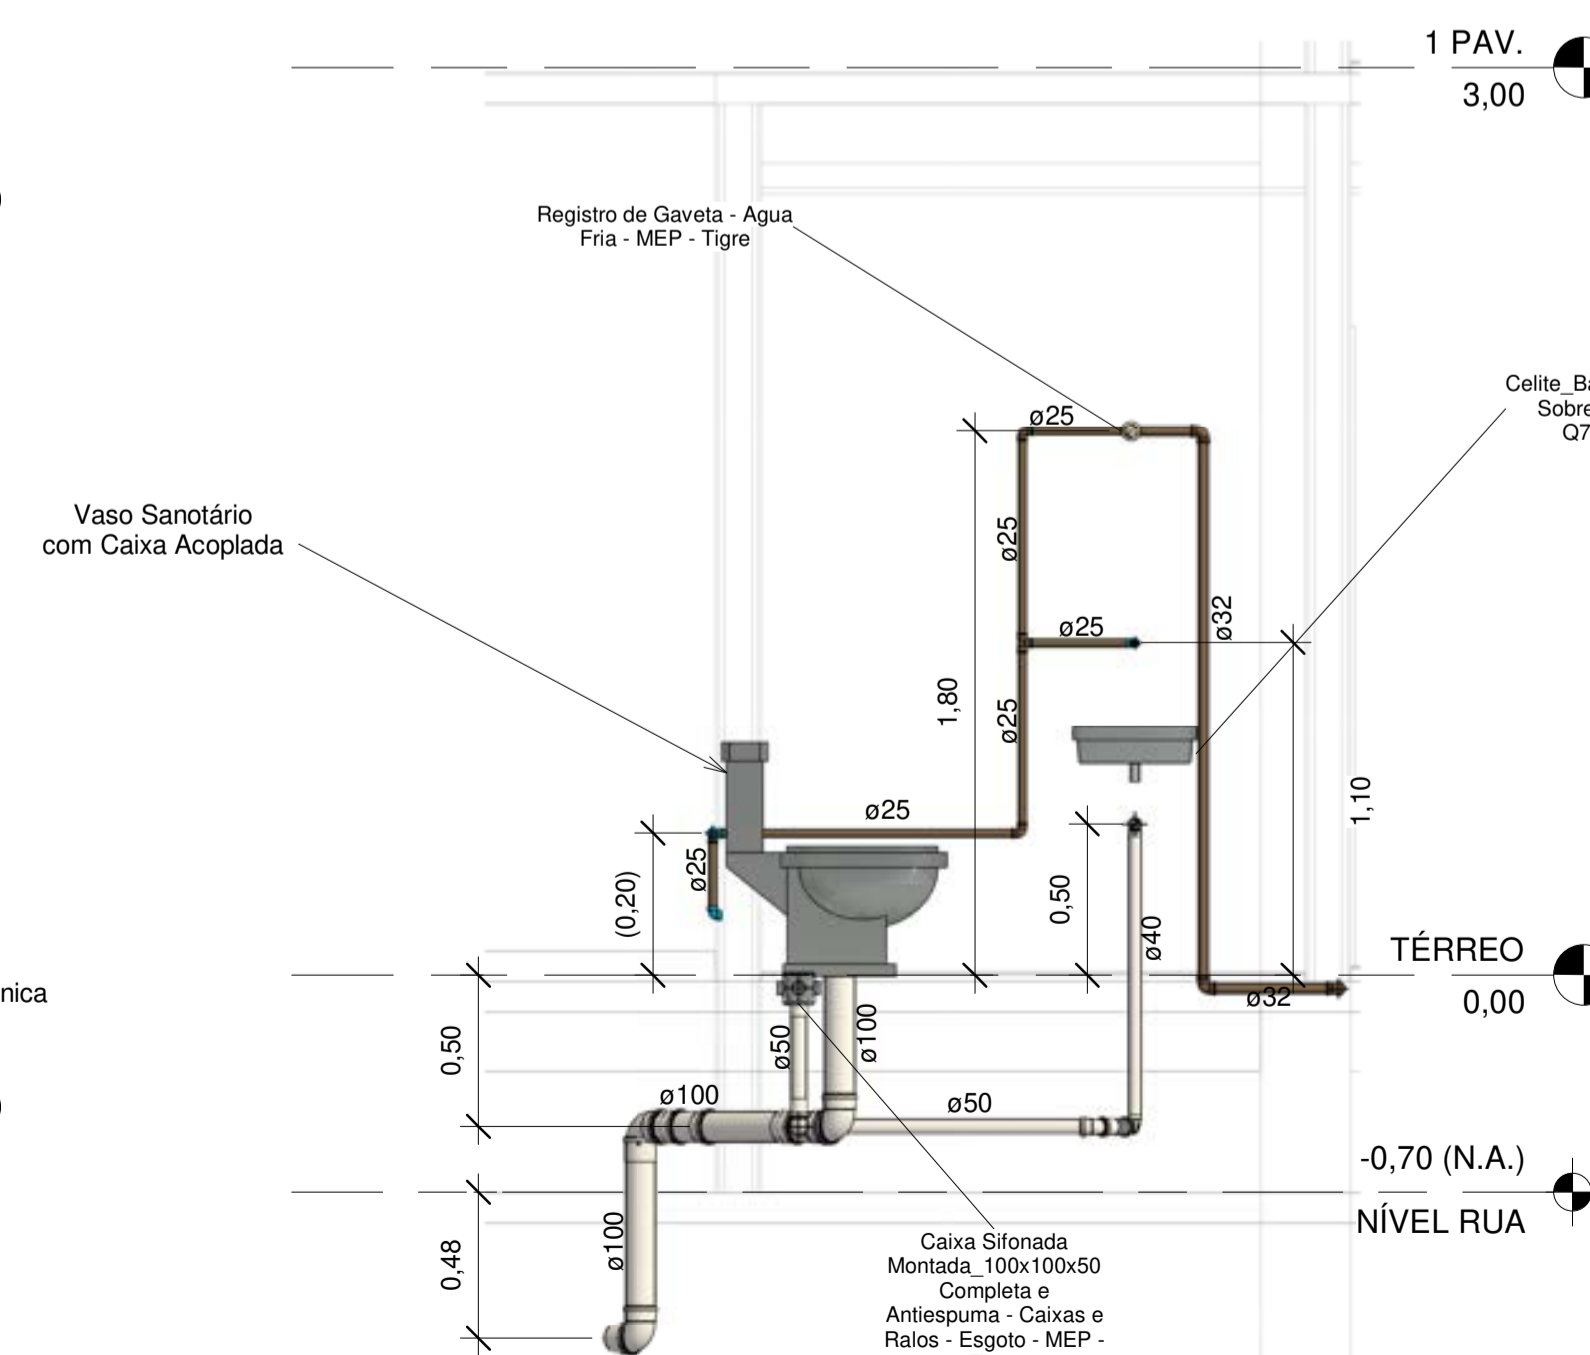 1 PAV.
3,00
Registro de Gaveta - Agua
Fria - MEP - Tigre
Celite_Ba
Sobre
Q7
ø25
Vaso Sanotário
com Caixa Acoplada
ø25
ø25
ø32
1,80
ø25
ø25
1,10
ø25
(0,20)
0,50
ø40
TÉRREO
0,00
nica
ø32
0,50
ø50
ø100
ø100
ø50
-0,70 (N.A.)
NÍVEL RUA
0,48
ø100
Caixa Sifonada
Montada_100x100x50
Completa e
Antiespuma - Caixas e
Ralos - Esgoto - MEP -